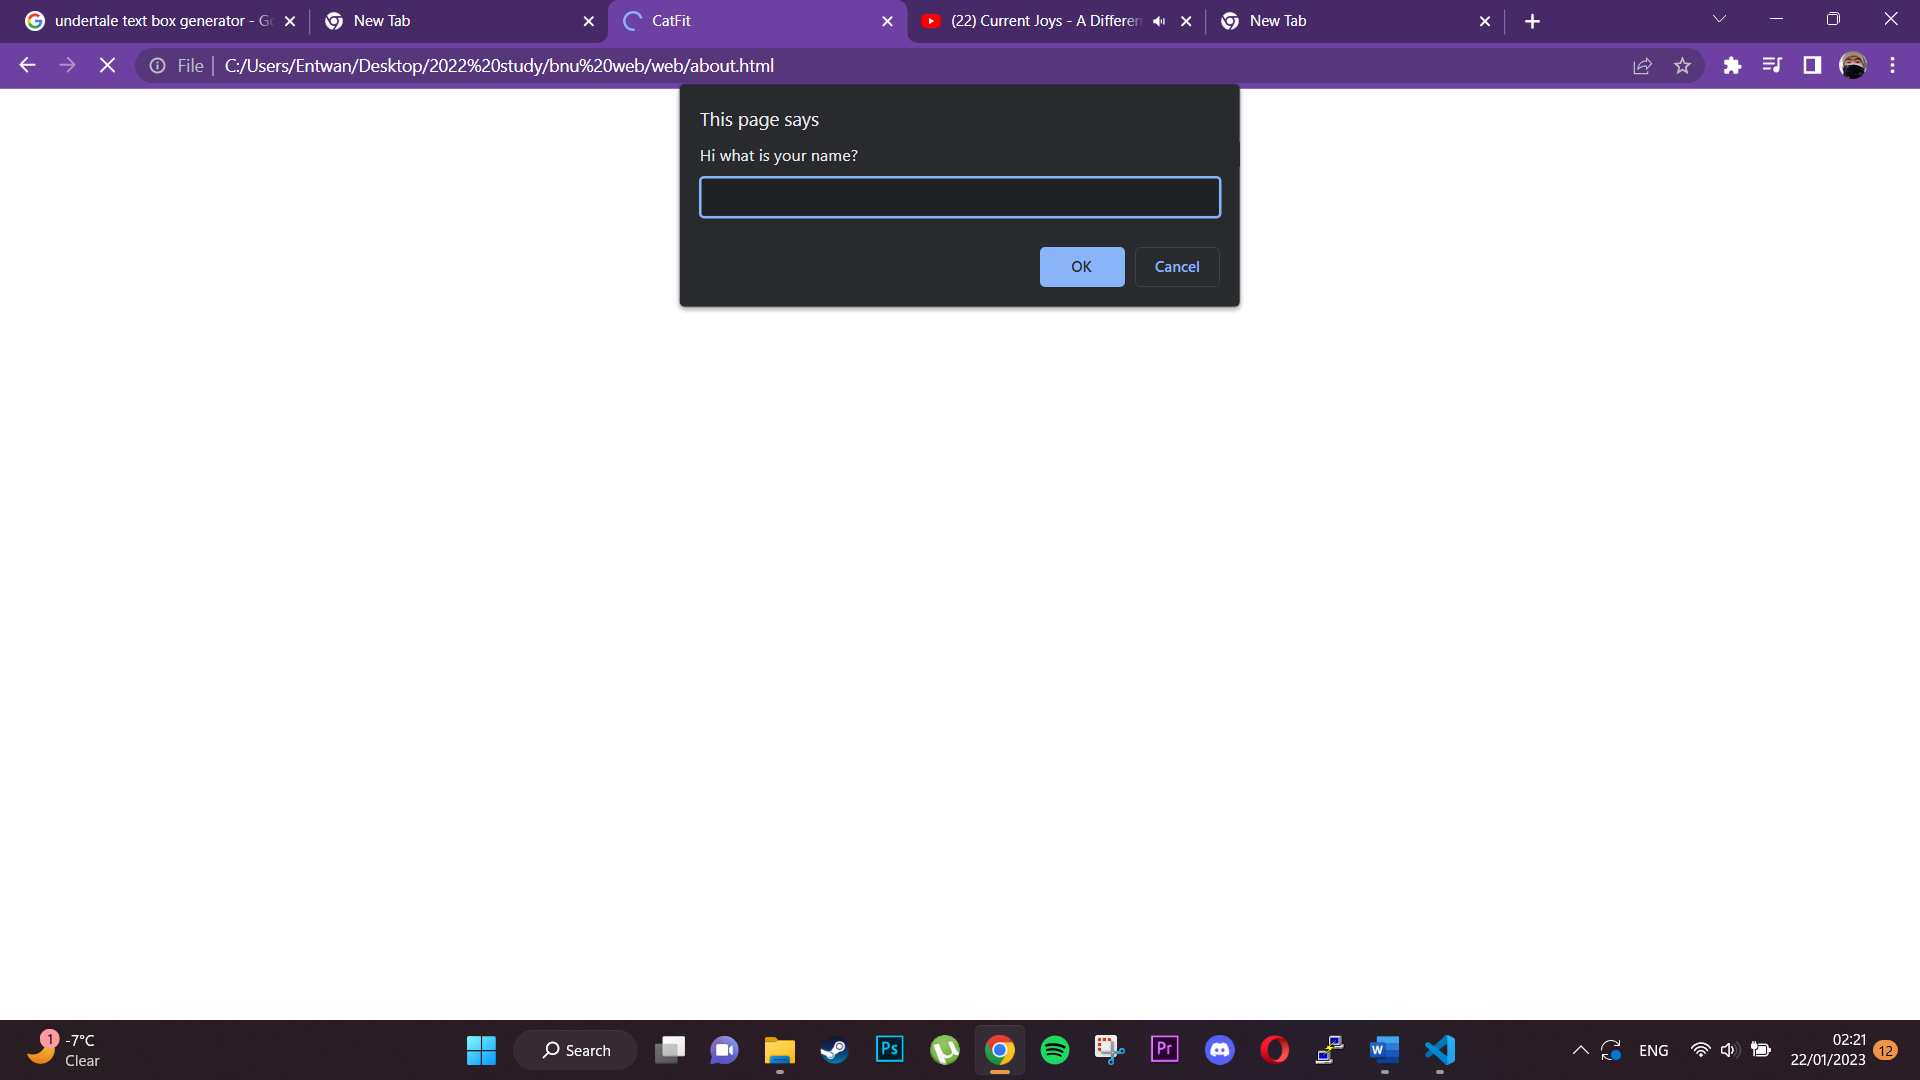 undertale text box generator - Go
New Tab
CatFit
(22) Current Joys - A Differen
New Tab
File
C:/Users/Entwan/Desktop/2022%20study/bnu%20web/web/about.html
This page says
Hi what is your name?
OK
Cancel
1
-7°C
Clear
Search
Ps
Pr
W
ENG
02:21
22/01/2023
12